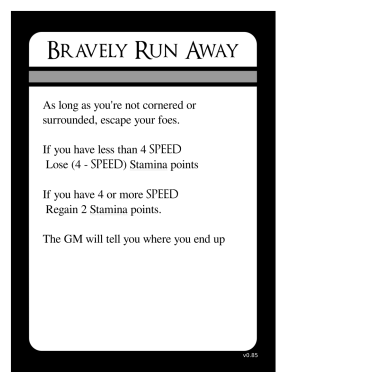 BRAVELY RUN AWAY
As long as you're not cornered or
surrounded, escape your foes.
If you have less than 4 SPEED
Lose (4 - SPEED) Stamina points
If you have 4 or more SPEED
Regain 2 Stamina points.
The GM will tell you where you end up
v0.85